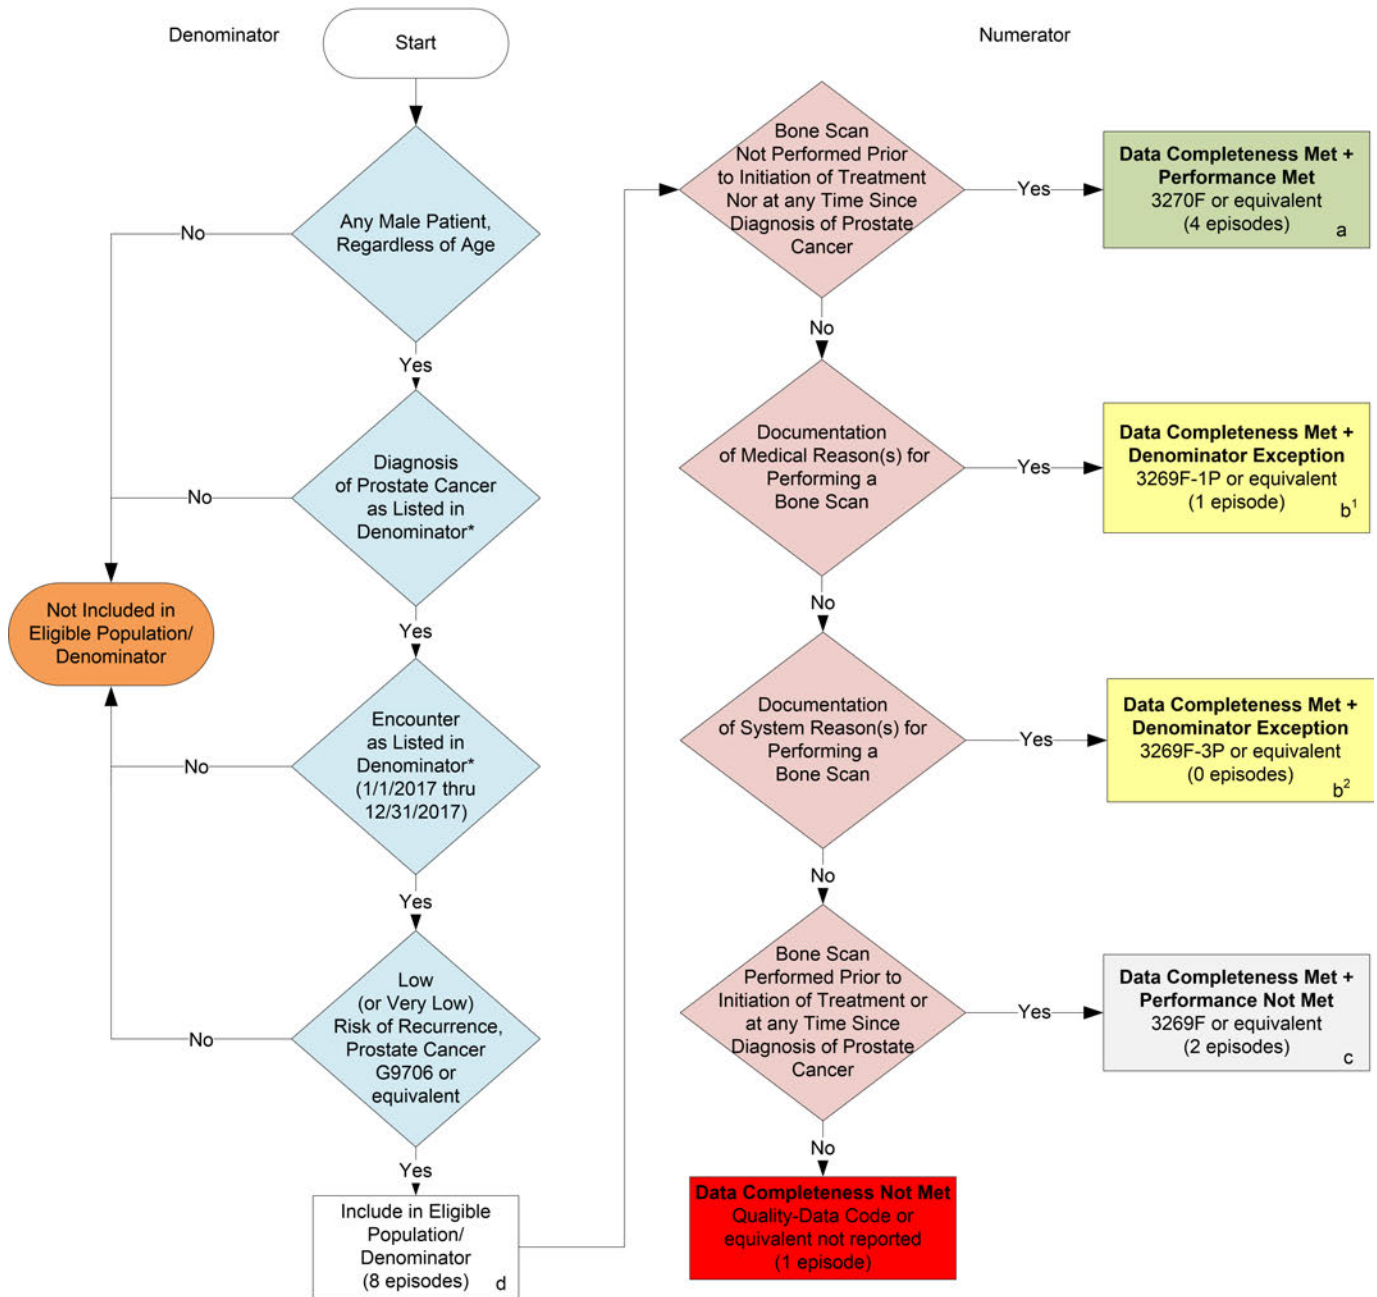 Denominator
Start
Any Male Patient,
Regardless of Age
No
Yes
Diagnosis
of Prostate Cancer
as Listed in
Denominator*
No
Not Included in
Eligible Population/
Denominator
Yes
Encounter
as Listed in
Denominator*
(1/1/2017 thru
12/31/2017)
No
Yes
Low
(or Very Low)
Risk of Recurrence,
Prostate Cancer
G9706 or
equivalent
No
Yes
Include in Eligible
Population/
Denominator
(8 episodes)
d
Numerator
Bone Scan
Not Performed Prior
to Initiation of Treatment
Nor at any Time Since
Diagnosis of Prostate
Cancer
Yes
Data Completeness Met +
Performance Met
3270F or equivalent
(4 episodes)
a
No
Documentation
of Medical Reason(s) for
Performing a
Bone Scan
Yes
Data Completeness Met +
Denominator Exception
3269F-1P or equivalent
(1 episode)
b¹
No
Documentation
of System Reason(s) for
Performing a
Bone Scan
Yes
Data Completeness Met +
Denominator Exception
3269F-3P or equivalent
(0 episodes)
b²
No
Bone Scan
Performed Prior to
Initiation of Treatment or
at any Time Since
Diagnosis of Prostate
Cancer
Yes
Data Completeness Met +
Performance Not Met
3269F or equivalent
(2 episodes)
c
No
Data Completeness Not Met
Quality-Data Code or
equivalent not reported
(1 episode)